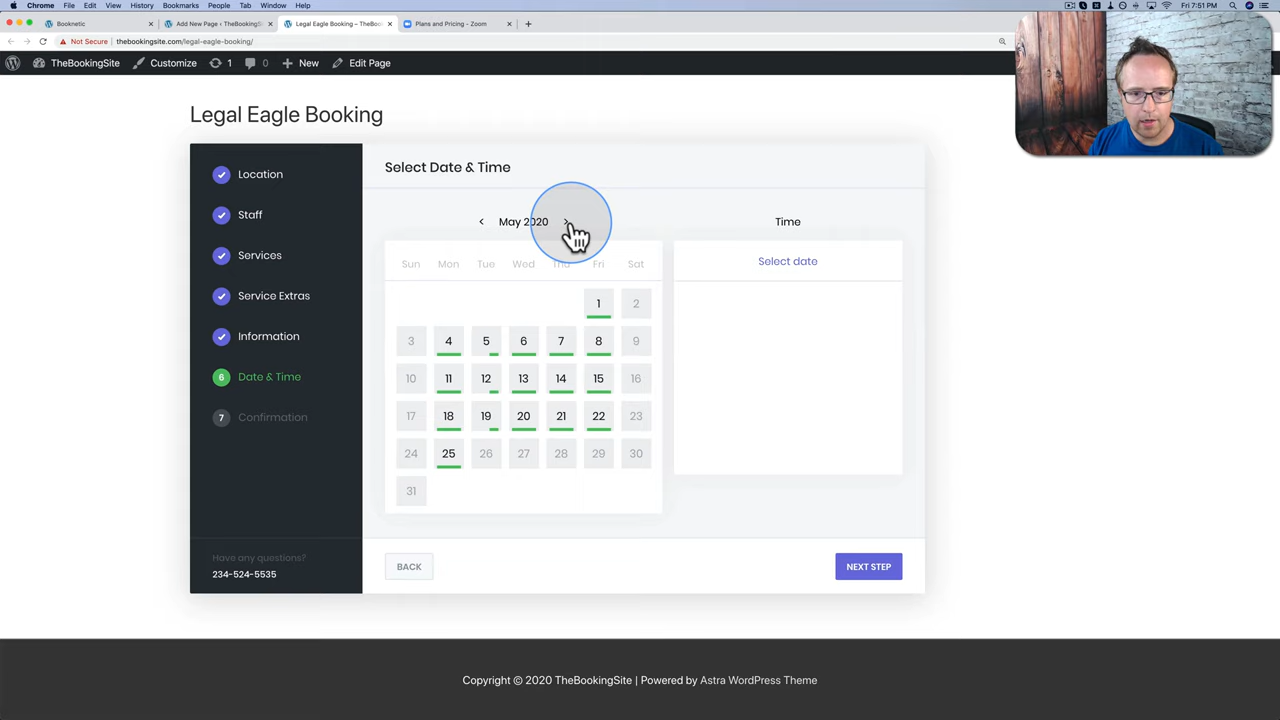 Chrome File Edit View History Bookmarks People Tab Window Help
Fri 7:51 PM
Booknetic
Add New Page ‹ TheBookingSi
Legal Eagle Booking – TheBook
Plans and Pricing - Zoom
Not Secure | thebookingsite.com/legal-eagle-booking/
TheBookingSite Customize 1 0 New Edit Page
Legal Eagle Booking
Location
Staff
Services
Service Extras
Information
6 Date & Time
7 Confirmation
Have any questions?
234-524-5535
Select Date & Time
< May 2020 >
Sun Mon Tue Wed Thu Fri Sat
1 2
3 4 5 6 7 8 9
10 11 12 13 14 15 16
17 18 19 20 21 22 23
24 25 26 27 28 29 30
31
Time
Select date
BACK
NEXT STEP
Copyright © 2020 TheBookingSite | Powered by Astra WordPress Theme